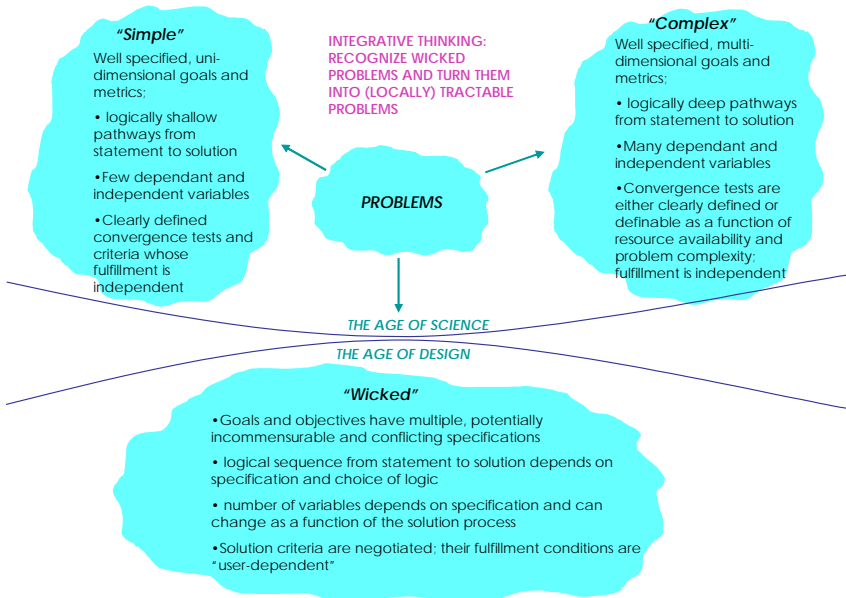 “Simple”
Well specified, uni-
dimensional goals and
metrics;
• logically shallow
pathways from
statement to solution
•Few dependant and
independent variables
•Clearly defined
convergence tests and
criteria whose
fulfillment is
independent
INTEGRATIVE THINKING:
RECOGNIZE WICKED
PROBLEMS AND TURN THEM
INTO (LOCALLY) TRACTABLE
PROBLEMS
“Complex”
Well specified, multi-
dimensional goals and
metrics;
• logically deep pathways
from statement to solution
•Many dependant and
independent variables
•Convergence tests are
either clearly defined or
definable as a function of
resource availability and
problem complexity;
fulfillment is independent
PROBLEMS
THE AGE OF SCIENCE
THE AGE OF DESIGN
“Wicked”
•Goals and objectives have multiple, potentially
incommensurable and conflicting specifications
• logical sequence from statement to solution depends on
specification and choice of logic
• number of variables depends on specification and can
change as a function of the solution process
•Solution criteria are negotiated; their fulfillment conditions are
“user-dependent”